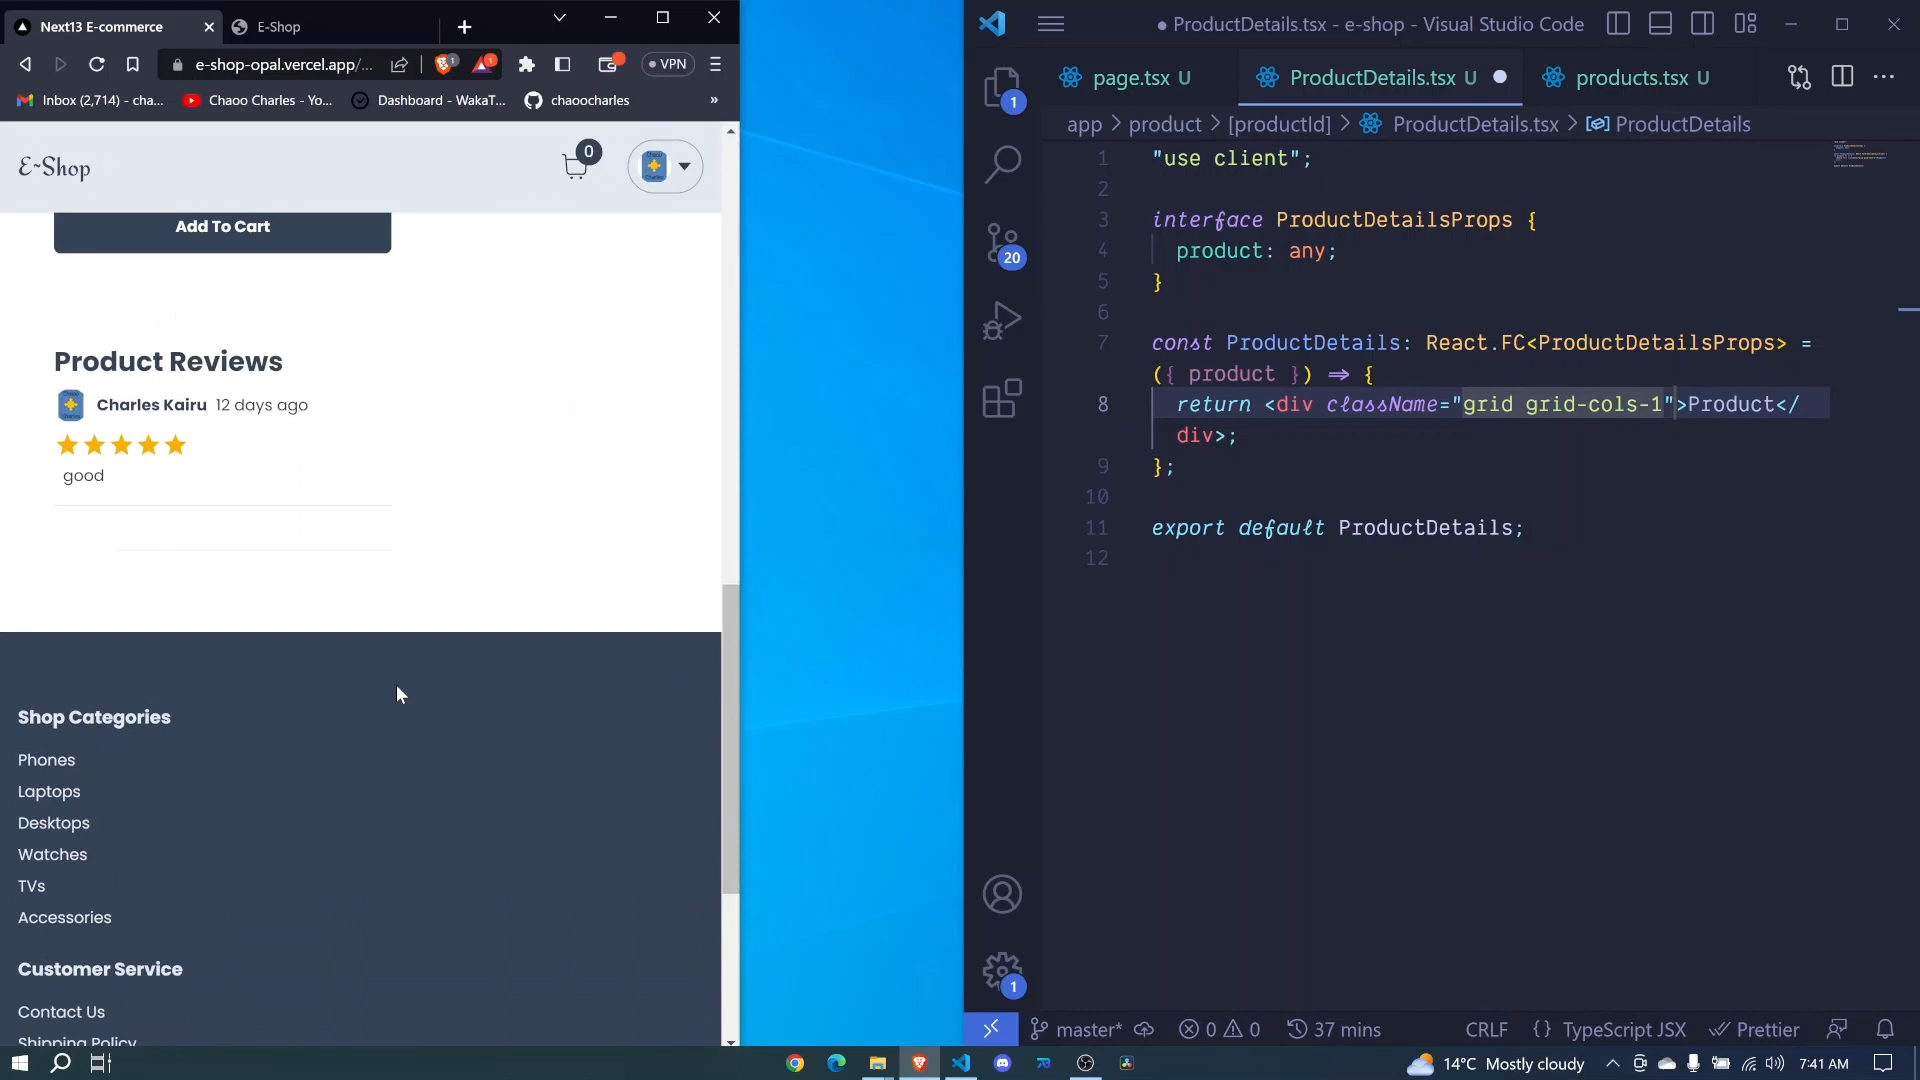 Next13 E-commerce
E-Shop
e-shop-opal.vercel.app/...
1
1
VPN
Inbox (2,714) - cha...
Chaoo Charles - Yo...
Dashboard - WakaT...
chaoocharles
»
E~Shop
0
Add To Cart
Product Reviews
Charles Kairu 12 days ago
good
Shop Categories
Phones
Laptops
Desktops
Watches
TVs
Accessories
Customer Service
Contact Us
Shipping Policy
● ProductDetails.tsx - e-shop - Visual Studio Code
page.tsx U
ProductDetails.tsx U
products.tsx U
app > product > [productId] > ProductDetails.tsx > ProductDetails
1
20
1
1 "use client";
2
3 interface ProductDetailsProps {
4 product: any;
5 }
6
7 const ProductDetails: React.FC<ProductDetailsProps> =
({ product }) ⇒ {
8 return <div className="grid grid-cols-1">Product</
div>;
9 };
10
11 export default ProductDetails;
12
master* 0 0 37 mins CRLF {} TypeScript JSX Prettier
14°C Mostly cloudy 7:41 AM